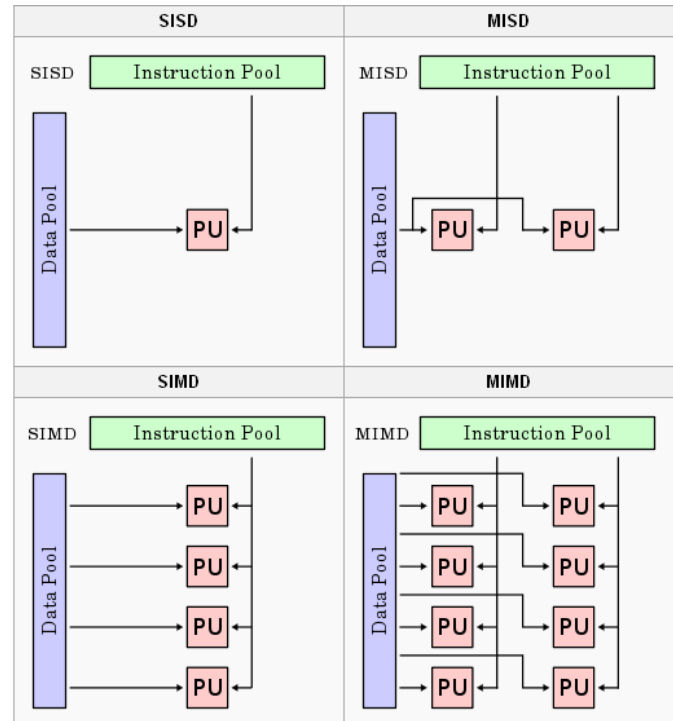 SISD
MISD
SISD Instruction Pool
MISD Instruction Pool
Data Pool
PU
Data Pool
PU PU
SIMD
MIMD
SIMD Instruction Pool
MIMD Instruction Pool
Data Pool
PU
PU
PU
PU
Data Pool
PU PU
PU PU
PU PU
PU PU